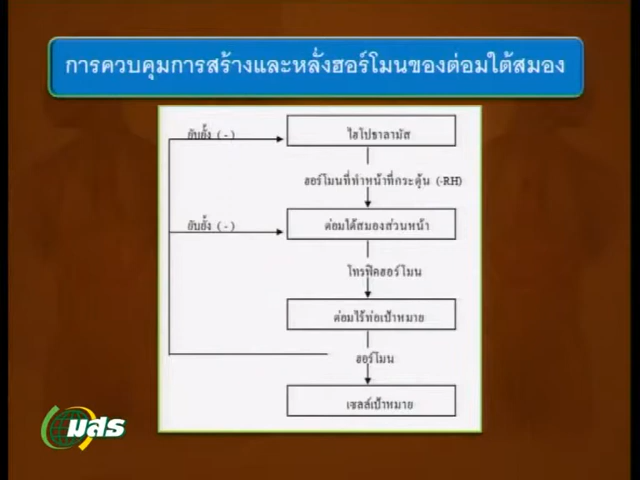 การควบคุมการสร้างและหลั่งฮอร์โมนของต่อมใต้สมอง
ยับยั้ง (-)
ไฮโปธาลามัส
ฮอร์โมนที่ทำหน้าที่กระตุ้น (-RH)
ยับยั้ง (-)
ต่อมใต้สมองส่วนหน้า
โทรฟิคฮอร์โมน
ต่อมไร้ท่อเป้าหมาย
ฮอร์โมน
เซลล์เป้าหมาย
มสธ